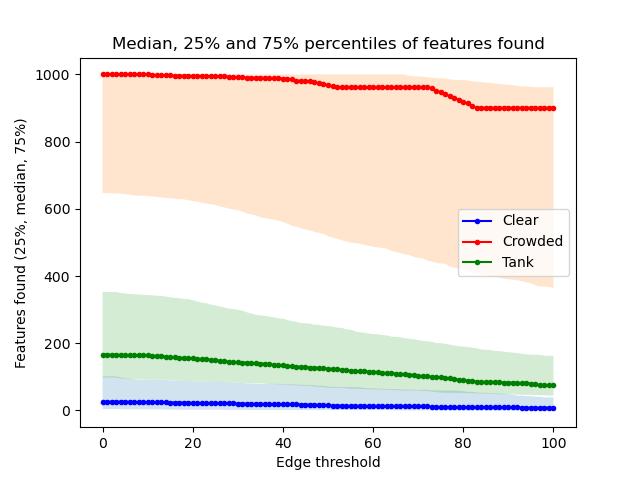 Median, 25% and 75% percentiles of features found
Features found (25%, median, 75%)
1000
800
600
400
200
0
Clear
Crowded
Tank
0 20 40 60 80 100
Edge threshold